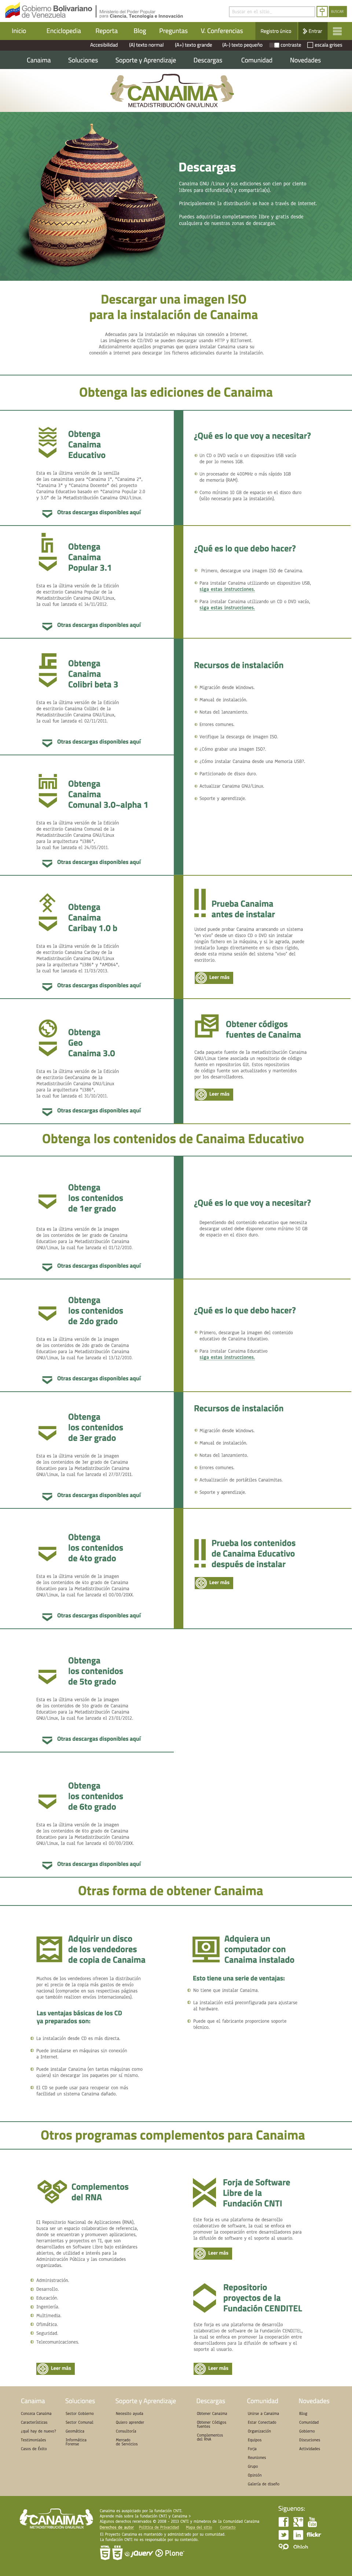 Gobierno Bolivariano
de Venezuela
Ministerio del Poder Popular
para Ciencia, Tecnología e Innovación
Buscar en el sitio...
BUSCAR
Inicio Enciclopedia Reporta Blog Preguntas V. Conferencias Registro único Entrar
Accesibilidad (A) texto normal (A+) texto grande (A-) texto pequeño contraste escala grises
Canaima Soluciones Soporte y Aprendizaje Descargas Comunidad Novedades
CANAIMA
METADISTRIBUCIÓN GNU/LINUX
Descargas
Canaima GNU /Linux y sus ediciones son cien por ciento
libros para difundirla(s) y compartirla(s).
Principalmente la distribución se hace a través de Internet.
Puedes adquirirlas completamente libre y gratis desde
cualquiera de nuestras zonas de descargas.
Descargar una imagen ISO
para la instalación de Canaima
Adecuadas para la instalación en máquinas sin conexión a Internet.
Las imágenes de CD/DVD se pueden descargar usando HTTP y BitTorrent.
Adicionalmente aquellos programas que quiera instalar Canaima usara su
conexión a internet para descargar los ficheros adicionales durante la instalación.
Obtenga las ediciones de Canaima
Obtenga
Canaima
Educativo
Esta es la última versión de la semilla
de las canaimitas para "Canaima 1", "Canaima 2",
"Canaima 3" y "Canaima Docente" del proyecto
Canaima Educativo basado en "Canaima Popular 2.0
y 3.0" de la Metadistribución Canaima GNU/Linux.
Otras descargas disponibles aquí
¿Qué es lo que voy a necesitar?
Un CD o DVD vacío o un dispositivo USB vacío
de por lo menos 1GB.
Un procesador de 400MHz o más rápido 1GB
de memoria (RAM).
Como mínimo 10 GB de espacio en el disco duro
(sólo necesario para la instalación).
Obtenga
Canaima
Popular 3.1
Esta es la última versión de la Edición
de escritorio Canaima Popular de la
Metadistribución Canaima GNU/Linux,
la cual fue lanzada el 14/11/2012.
Otras descargas disponibles aquí
¿Qué es lo que debo hacer?
Primero, descargue una imagen ISO de Canaima.
Para instalar Canaima utilizando un dispositivo USB,
siga estas instrucciones.
Para instalar Canaima utilizando un CD o DVD vacío,
siga estas instrucciones.
Obtenga
Canaima
Colibri beta 3
Esta es la última versión de la Edición
de escritorio Canaima Colibri de la
Metadistribución Canaima GNU/Linux,
la cual fue lanzada el 02/11/2011.
Otras descargas disponibles aquí
Recursos de instalación
Migración desde Windows.
Manual de instalación.
Notas del lanzamiento.
Errores comunes.
Verifique la descarga de imagen ISO.
¿Cómo grabar una imagen ISO?.
¿Cómo instalar Canaima desde una Memoria USB?.
Particionado de disco duro.
Actualizar Canaima GNU/Linux.
Soporte y aprendizaje.
Obtenga
Canaima
Comunal 3.0~alpha 1
Esta es la última versión de la Edición
de escritorio Canaima Comunal de la
Metadistribución Canaima GNU/Linux
para la arquitectura "i386",
la cual fue lanzada el 26/05/2011.
Otras descargas disponibles aquí
Obtenga
Canaima
Caribay 1.0 b
Esta es la última versión de la Edición
de escritorio Canaima Caribay de la
Metadistribución Canaima GNU/Linux
para la arquitectura "i386" y "AMD64",
la cual fue lanzada el 11/03/2013.
Otras descargas disponibles aquí
Prueba Canaima
antes de instalar
Usted puede probar Canaima arrancando un sistema
"en vivo" desde un disco CD o DVD sin instalar
ningún fichero en la máquina, y si le agrada, puede
instalarlo luego directamente en su disco, arrancando
desde esta misma sesión del sistema "vivo" del
escritorio.
Leer más
Obtenga
Geo
Canaima 3.0
Esta es la última versión de la Edición
de escritorio GeoCanaima de la
Metadistribución Canaima GNU/Linux
para la arquitectura "i386",
la cual fue lanzada el 31/10/2011.
Otras descargas disponibles aquí
Obtener códigos
fuentes de Canaima
Cada paquete fuente de la metadistribución Canaima
GNU/Linux tiene asociada un repositorio de código
fuente en repositorios Git. Estos repositorios
de código fuente son actualizados y mantenidos
por los desarrolladores.
Leer más
Obtenga los contenidos de Canaima Educativo
Obtenga
los contenidos
de 1er grado
Esta es la última versión de la imagen
de los contenidos de 1er grado de Canaima
Educativo para la Metadistribución Canaima
GNU/Linux, la cual fue lanzada el 01/12/2010.
Otras descargas disponibles aquí
¿Qué es lo que voy a necesitar?
Dependiendo del contenido educativo que necesita
descargar usted debe disponer como mínimo 50 GB
de espacio en el disco duro.
Obtenga
los contenidos
de 2do grado
Esta es la última versión de la imagen
de los contenidos de 2do grado de Canaima
Educativo para la Metadistribución Canaima
GNU/Linux, la cual fue lanzada el 13/12/2010.
Otras descargas disponibles aquí
¿Qué es lo que debo hacer?
Primero, descargue la imagen del contenido
educativo de Canaima Educativo.
Para instalar Canaima Educativo
siga estas instrucciones.
Obtenga
los contenidos
de 3er grado
Esta es la última versión de la imagen
de los contenidos de 3er grado de Canaima
Educativo para la Metadistribución Canaima
GNU/Linux, la cual fue lanzada el 27/07/2011.
Otras descargas disponibles aquí
Recursos de instalación
Migración desde Windows.
Manual de instalación.
Notas del lanzamiento.
Errores comunes.
Actualización de portátiles Canaimitas.
Soporte y aprendizaje.
Obtenga
los contenidos
de 4to grado
Esta es la última versión de la imagen
de los contenidos de 4to grado de Canaima
Educativo para la Metadistribución Canaima
GNU/Linux, la cual fue lanzada el 00/00/20XX.
Otras descargas disponibles aquí
Prueba los contenidos
de Canaima Educativo
después de instalar
Leer más
Obtenga
los contenidos
de 5to grado
Esta es la última versión de la imagen
de los contenidos de 5to grado de Canaima
Educativo para la Metadistribución Canaima
GNU/Linux, la cual fue lanzada el 23/01/2012.
Otras descargas disponibles aquí
Obtenga
los contenidos
de 6to grado
Esta es la última versión de la imagen
de los contenidos de 6to grado de Canaima
Educativo para la Metadistribución Canaima
GNU/Linux, la cual fue lanzada el 00/00/20XX.
Otras descargas disponibles aquí
Otras forma de obtener Canaima
Adquirir un disco
de los vendedores
de copia de Canaima
Muchos de los vendedores ofrecen la distribución
por el precio de la copia más gastos de envío
nacional (compruebe en sus respectivas páginas
que también realicen envíos internacionales).
Las ventajas básicas de los CD
ya preparados son:
La instalación desde CD es más directa.
Puede instalarse en máquinas sin conexión
a Internet
Puede instalar Canaima (en tantas máquinas como
quiera) sin descargar los paquetes por sí mismo.
El CD se puede usar para recuperar con más
facilidad un sistema Canaima dañado.
Adquiera un
computador con
Canaima instalado
Esto tiene una serie de ventajas:
No tiene que instalar Canaima.
La instalación está preconfigurada para ajustarse
al hardware.
Puede que el fabricante proporcione soporte
técnico.
Otros programas complementos para Canaima
Complementos
del RNA
El Repositorio Nacional de Aplicaciones (RNA),
busca ser un espacio colaborativo de referencia,
donde se encuentran y promueven aplicaciones,
herramientas y proyectos en TI, que son
desarrollados en Software Libre bajo estándares
abiertos, de utilidad e interés para la
Administración Pública y las comunidades
organizadas.
Administración.
Desarrollo.
Educación.
Ingeniería.
Multimedia.
Ofimática.
Seguridad.
Telecomunicaciones.
Leer más
Forja de Software
Libre de la
Fundación CNTI
Este Forja es una plataforma de desarrollo
colaborativo de software, la cual se enfoca en
promover la cooperación entre desarrolladores para
la difusión de software y el soporte al usuario.
Leer más
Repositorio
proyectos de la
Fundación CENDITEL
Este forja es una plataforma de desarrollo
colaborativo de software de la fundación CENDITEL,
la cual se enfoca en promover la cooperación entre
desarrolladores para la difusión de software y el
soporte al usuario.
Leer más
Canaima
Conozca Canaima
Características
¿Qué hay de nuevo?
Testimoniales
Casos de Éxito
Soluciones
Sector Gobierno
Sector Comunal
Geomática
Informática
Forense
Soporte y Aprendizaje
Necesito ayuda
Quiero aprender
Consultoría
Mercado
de Servicios
Descargas
Obtener Canaima
Obtener Códigos
fuentes
Complementos
del RNA
Comunidad
Unirse a Canaima
Estar Conectado
Organización
Equipos
Forja
Reuniones
Grupo
Opinión
Galería de diseño
Novedades
Blog
Comunidad
Gobierno
Discusiones
Actividades
CANAIMA
METADISTRIBUCIÓN GNU/LINUX
Canaima es auspiciado por la fundación CNTI.
Aprende más sobre la fundación CNTI y Canaima »
Algunos derechos reservados © 2008 - 2013 CNTI y miembros de la Comunidad Canaima
Derechos de autor Política de Privacidad Mapa del sitio Contacto
El Proyecto Canaima es mantenido y administrado por su comunidad.
La fundación CNTI no es responsable por su contenido.
jQuery Plone
Síguenos:
You Tube
in
flickr
Ohloh